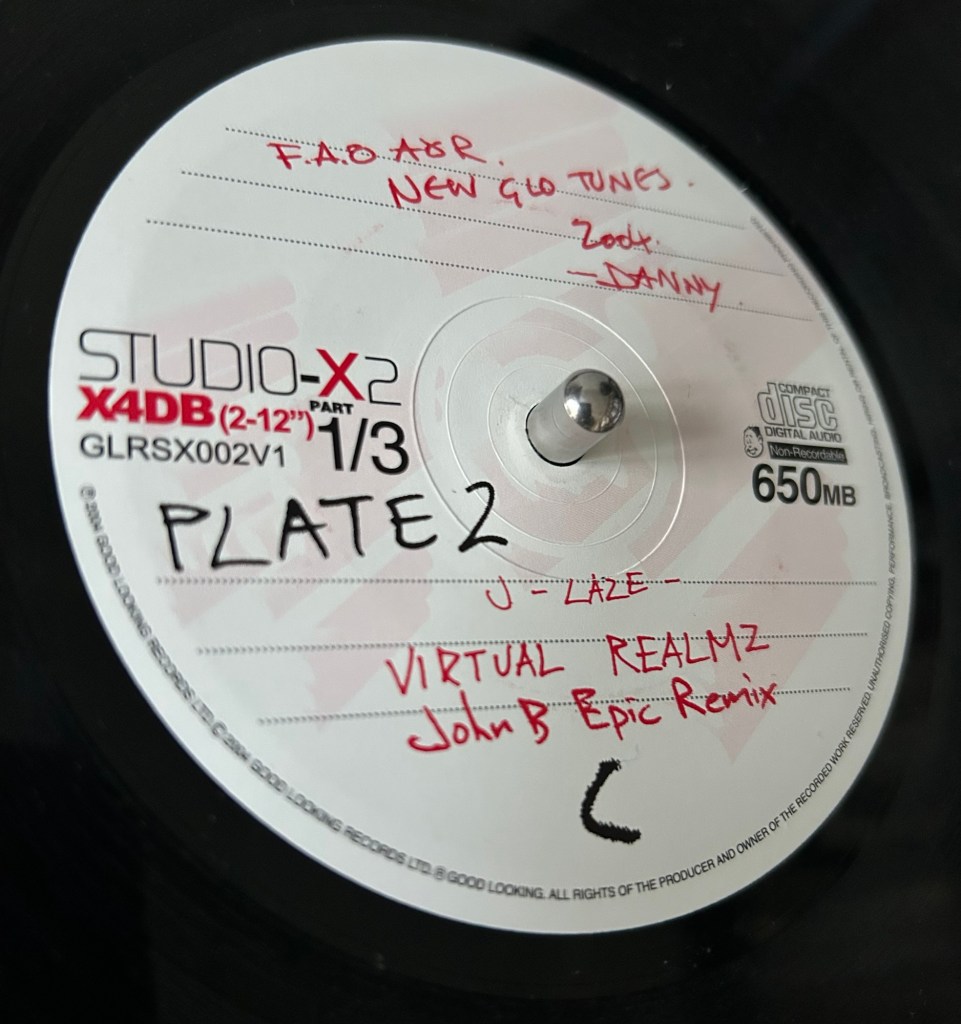 F.A.O A&R.
NEW GLO TUNES.
2004.
- DANNY.
STUDIO-X2
X4DB (2-12")
PART
1/3
GLRSX002V1
COMPACT
disc
DIGITAL AUDIO
Non-Recordable
650MB
PLATE 2
J - LAZE -
VIRTUAL REALMZ
John B Epic Remix
C
℗ 2004 GOOD LOOKING RECORDS LTD. © 2004 GOOD LOOKING RECORDS LTD. ® GOOD LOOKING. ALL RIGHTS OF THE PRODUCER AND OWNER OF THE RECORDED WORK RESERVED. UNAUTHORISED COPYING, PERFORMANCE, BROADCASTING,